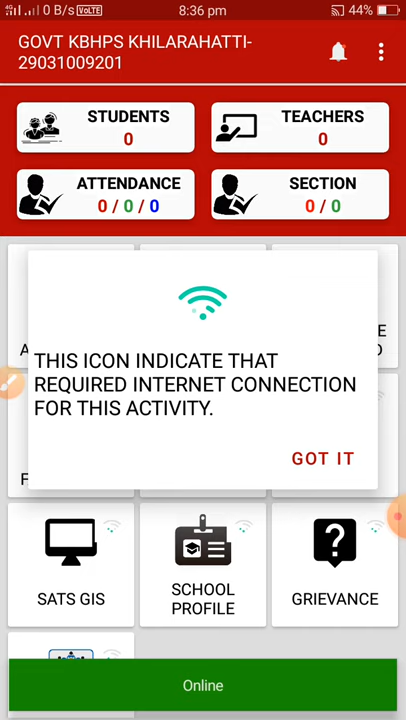 4G 0 B/s VoLTE 8:36 pm 44%
GOVT KBHPS KHILARAHATTI-
29031009201
STUDENTS
0
TEACHERS
0
ATTENDANCE
0 / 0 / 0
SECTION
0 / 0
THIS ICON INDICATE THAT
REQUIRED INTERNET CONNECTION
FOR THIS ACTIVITY.
GOT IT
SATS GIS
SCHOOL
PROFILE
GRIEVANCE
Online